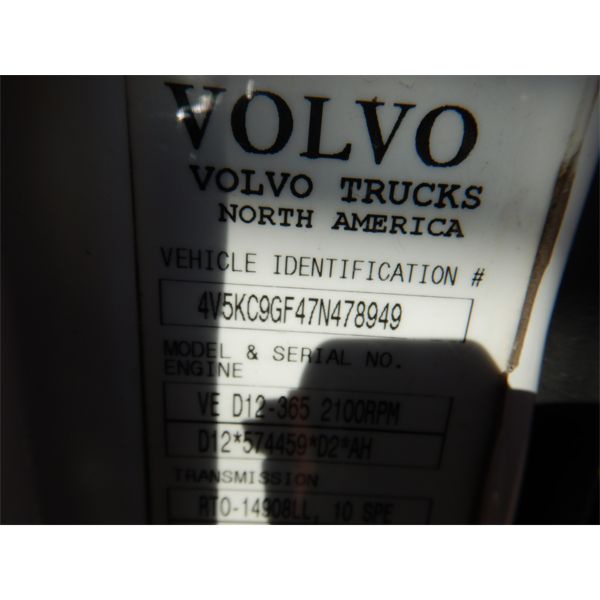 VOLVO
VOLVO TRUCKS
NORTH AMERICA
VEHICLE IDENTIFICATION #
4V5KC9GF47N478949
MODEL & SERIAL NO.
ENGINE
VE D12-365 2100RPM
D12*574459*D2*AH
TRANSMISSION
RTO-14908LL, 10 SPE